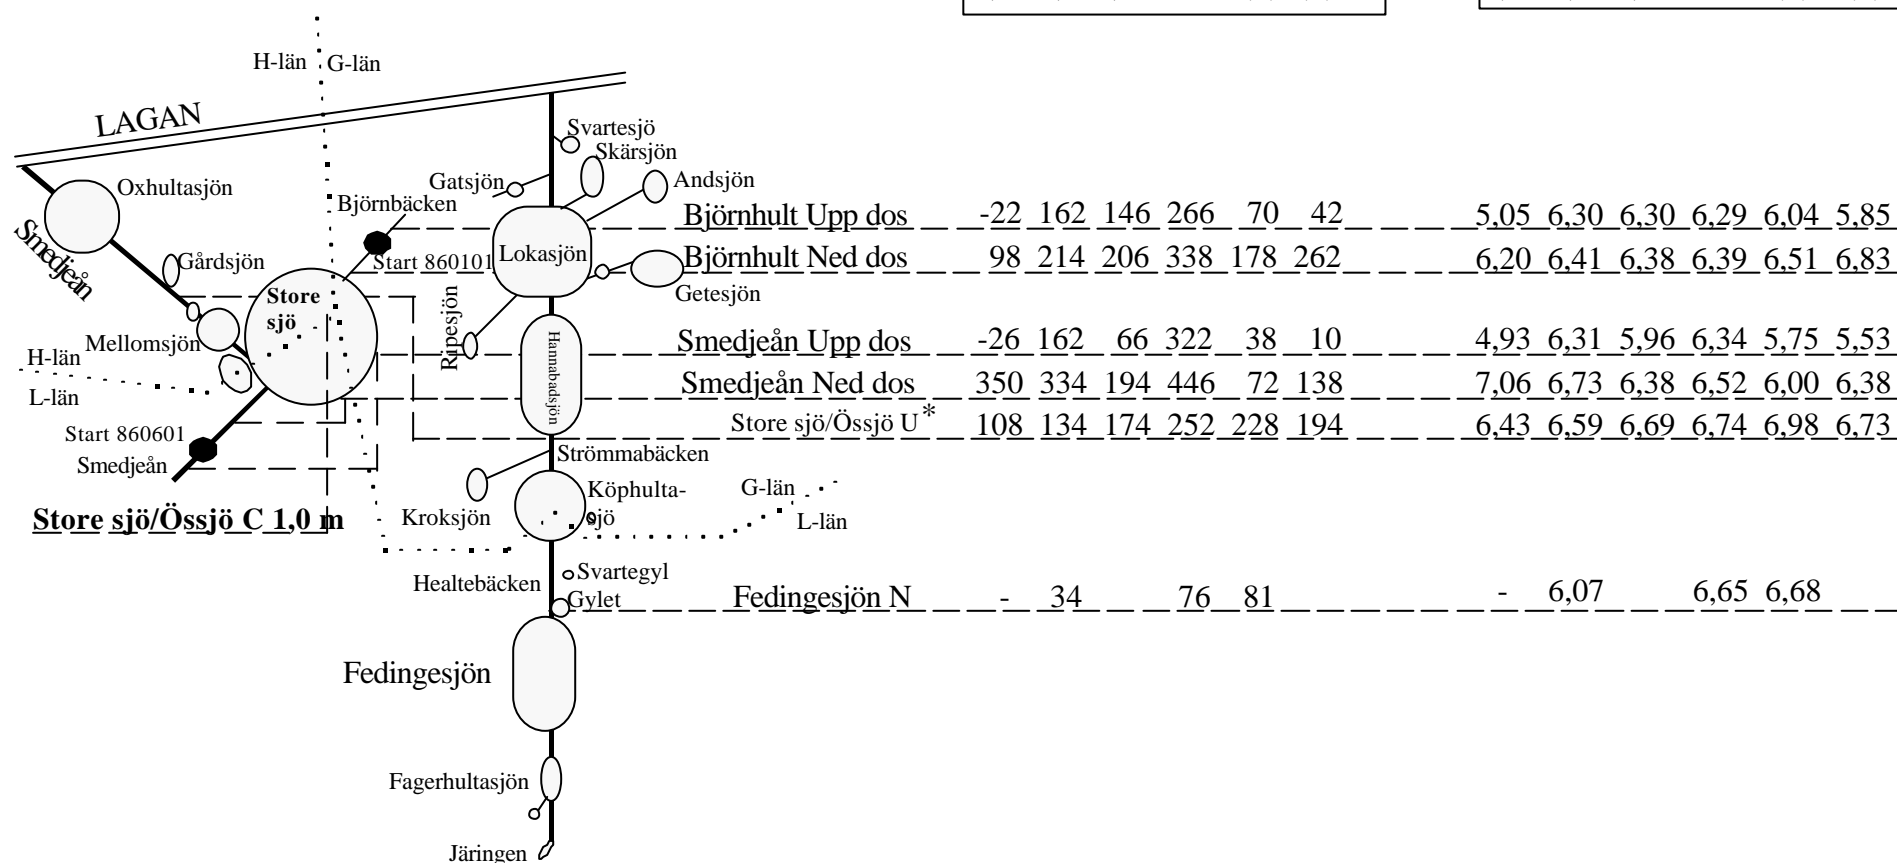 H-län G-län
LAGAN
Svartesjö
Skärsjön
Oxhultasjön
Gatsjön
Andsjön
Björnbäcken
Björnhult Upp dos -22 162 146 266 70 42 5,05 6,30 6,30 6,29 6,04 5,85
Smedjeån
Gårdsjön
Start 860101
Lokasjön
Björnhult Ned dos 98 214 206 338 178 262 6,20 6,41 6,38 6,39 6,51 6,83
Store
sjö
Getesjön
Ripesjön
Hannabadsjön
Mellomsjön
Smedjeån Upp dos -26 162 66 322 38 10 4,93 6,31 5,96 6,34 5,75 5,53
H-län
L-län
Smedjeån Ned dos 350 334 194 446 72 138 7,06 6,73 6,38 6,52 6,00 6,38
Store sjö/Össjö U* 108 134 174 252 228 194 6,43 6,59 6,69 6,74 6,98 6,73
Start 860601
Smedjeån
Strömmabäcken
Köphulta-
sjö
G-län
L-län
Kroksjön
Store sjö/Össjö C 1,0 m
Healtebäcken
Svartegyl
Gylet
Fedingesjön N - 34 76 81 - 6,07 6,65 6,68
Fedingesjön
Fagerhultasjön
Järingen